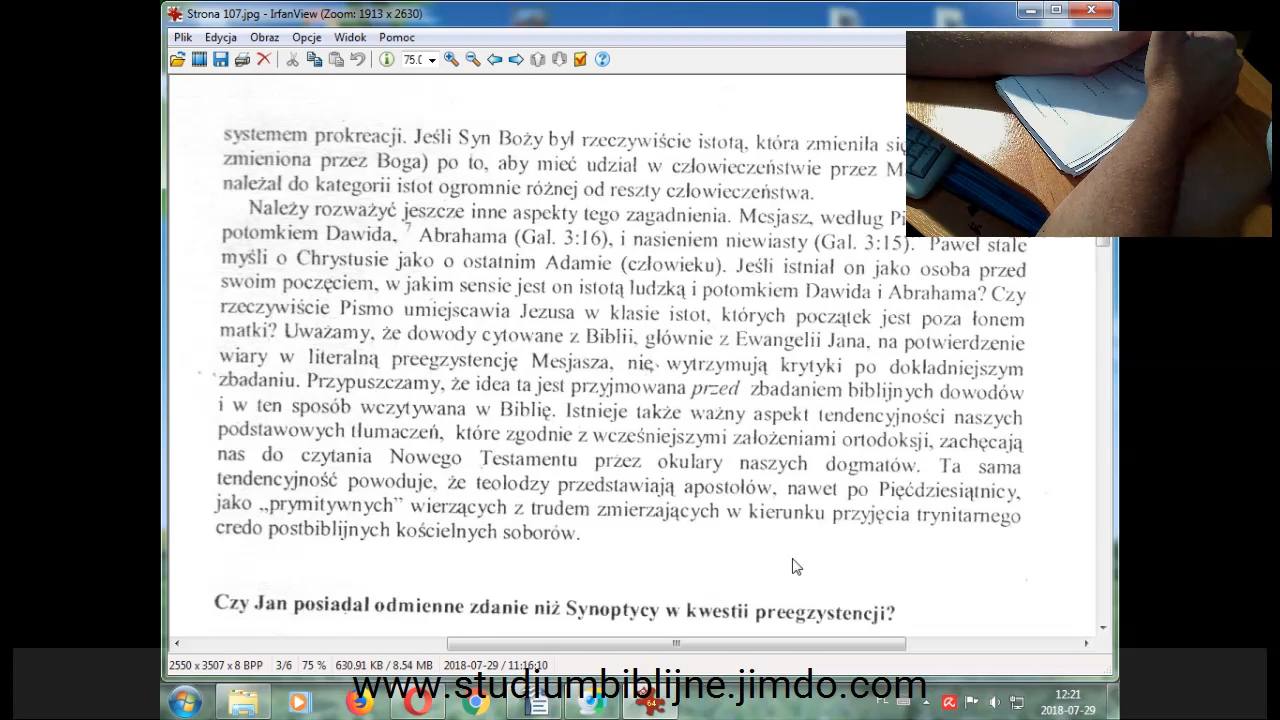 Strona 107.jpg - IrfanView (Zoom: 1913 x 2630)
Plik Edycja Obraz Opcje Widok Pomoc
75.0
systemem prokreacji. Jeśli Syn Boży był rzeczywiście istotą, która zmieniła się
zmieniona przez Boga) po to, aby mieć udział w człowieczeństwie przez M
należał do kategorii istot ogromnie różnej od reszty człowieczeństwa.
Należy rozważyć jeszcze inne aspekty tego zagadnienia. Mesjasz, według Pi
potomkiem Dawida, 7 Abrahama (Gal. 3:16), i nasieniem niewiasty (Gal. 3:15). Paweł stale
myśli o Chrystusie jako o ostatnim Adamie (człowieku). Jeśli istniał on jako osoba przed
swoim poczęciem, w jakim sensie jest on istotą ludzką i potomkiem Dawida i Abrahama? Czy
rzeczywiście Pismo umiejscawia Jezusa w klasie istot, których początek jest poza łonem
matki? Uważamy, że dowody cytowane z Biblii, głównie z Ewangelii Jana, na potwierdzenie
wiary w literalną preegzystencję Mesjasza, nie wytrzymują krytyki po dokładniejszym
zbadaniu. Przypuszczamy, że idea ta jest przyjmowana przed zbadaniem biblijnych dowodów
i w ten sposób wczytywana w Biblię. Istnieje także ważny aspekt tendencyjności naszych
podstawowych tłumaczeń, które zgodnie z wcześniejszymi założeniami ortodoksji, zachęcają
nas do czytania Nowego Testamentu przez okulary naszych dogmatów. Ta sama
tendencyjność powoduje, że teolodzy przedstawiają apostołów, nawet po Pięćdziesiątnicy,
jako „prymitywnych” wierzących z trudem zmierzających w kierunku przyjęcia trynitarnego
credo postbiblijnych kościelnych soborów.
Czy Jan posiadał odmienne zdanie niż Synoptycy w kwestii preegzystencji?
2550 x 3507 x 8 BPP 3/6 75 % 630.91 KB / 8.54 MB 2018-07-29 / 11:16:10
www.studiumbiblijne.jimdo.com
64
PL
12:21
2018-07-29